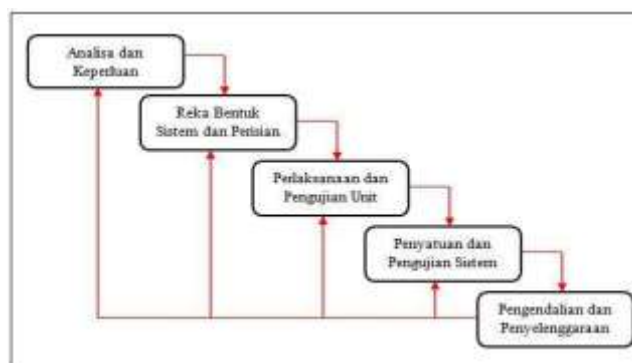 Analisa dan
Keperluan
Reka Bentuk
Sistem dan Perisian
Perlaksanaan dan
Pengujian Unit
Penyatuan dan
Pengujian Sistem
Pengendalian dan
Penyelenggaraan